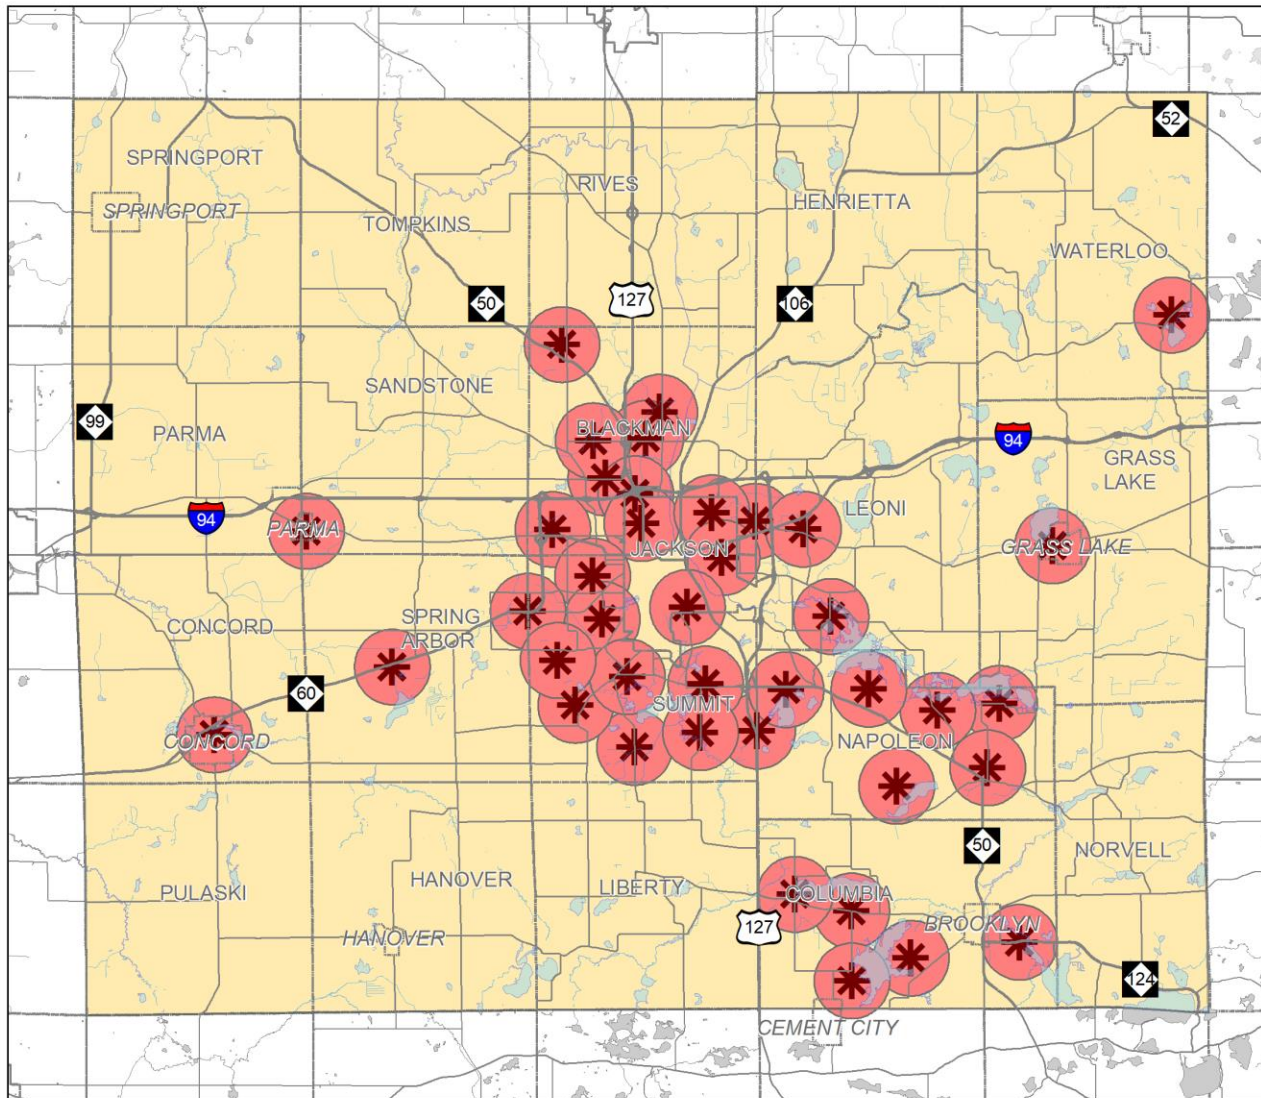 52
SPRINGPORT
RIVES
HENRIETTA
SPRINGPORT
TOMPKINS
WATERLOO
50
127
106
SANDSTONE
99
PARMA
BLACKMAN
94
GRASS
LAKE
LEONI
94
PARMA
JACKSON
GRASS LAKE
SPRING
ARBOR
CONCORD
60
SUMMIT
CONCORD
NAPOLEON
50
NORVELL
HANOVER
LIBERTY
COLUMBIA
PULASKI
127
BROOKLYN
HANOVER
124
CEMENT CITY